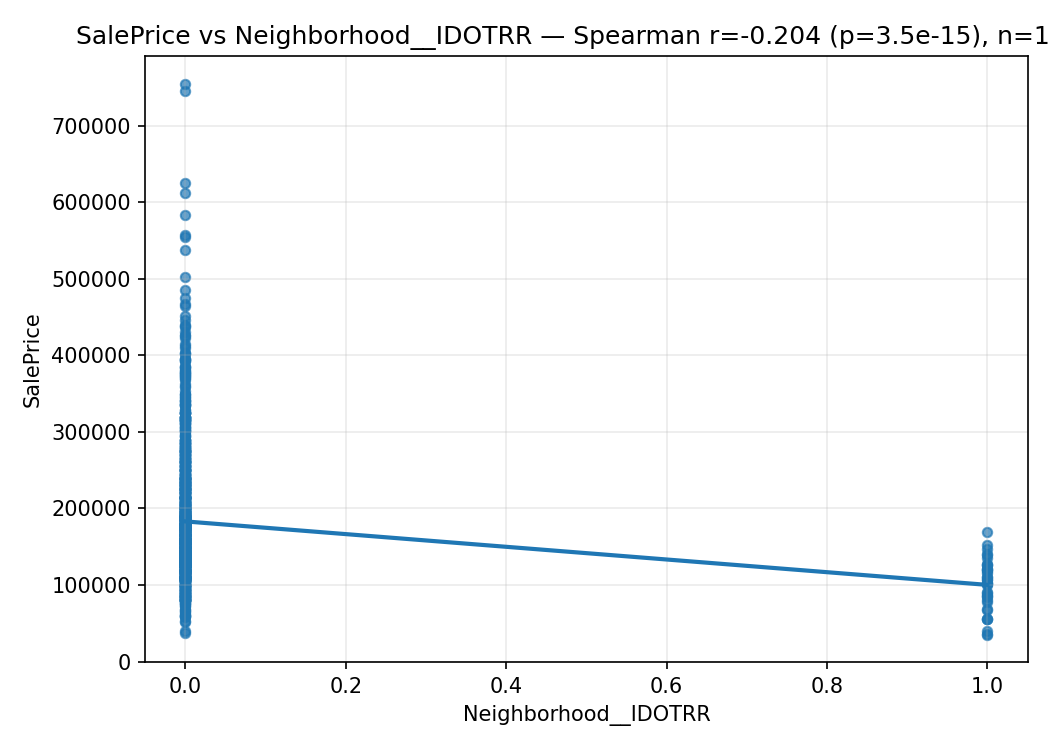 SalePrice vs Neighborhood__IDOTRR — Spearman r=-0.204 (p=3.5e-15), n=1
700000
600000
500000
400000
300000
200000
100000
0
SalePrice
0.0 0.2 0.4 0.6 0.8 1.0
Neighborhood__IDOTRR